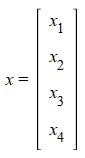 x₁
x₂
x =
x₃
x₄